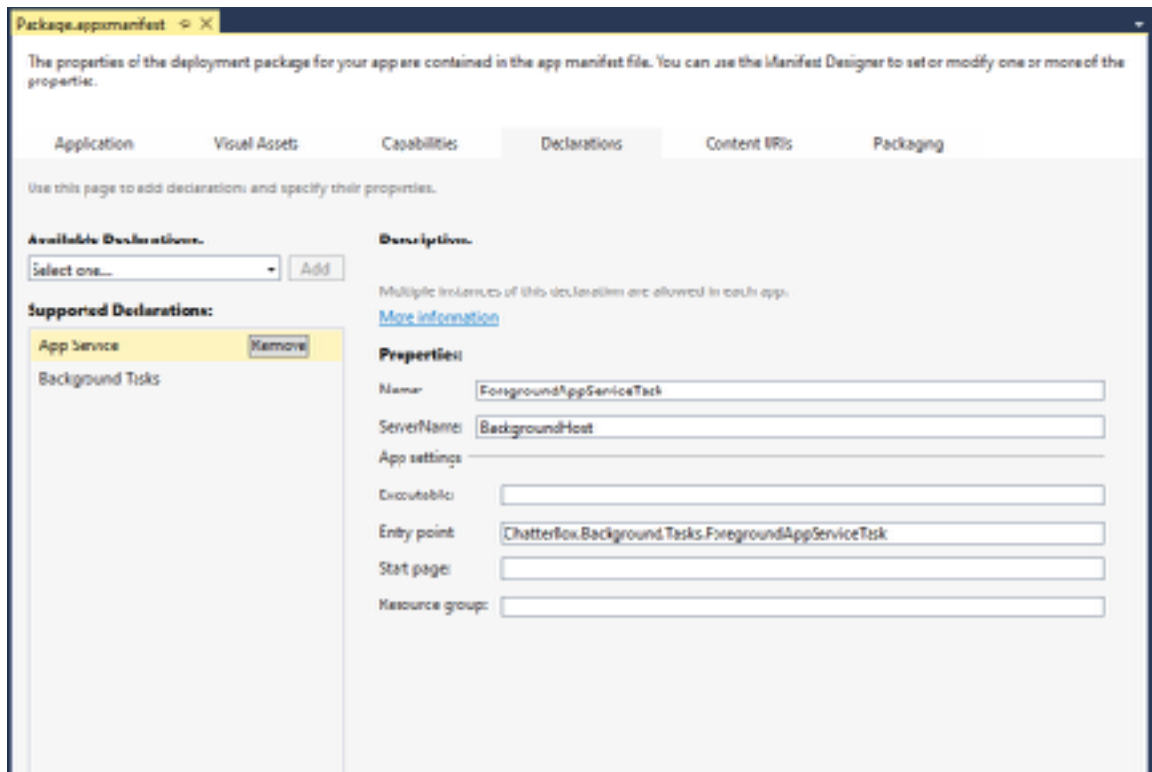 Package.appxmanifest
The properties of the deployment package for your app are contained in the app manifest file. You can use the Manifest Designer to set or modify one or more of the
properties.
Application Visual Assets Capabilities Declarations Content URIs Packaging
Use this page to add declarations and specify their properties.
Available Declarations: Description:
Select one... Add
Multiple instances of this declaration are allowed in each app.
Supported Declarations: More information
App Service Remove Properties:
Background Tasks Name: ForegroundAppServiceTask
ServerName: BackgroundHost
App settings
Executable:
Entry point: ChatterBox.Background.Tasks.ForegroundAppServiceTask
Start page:
Resource group: